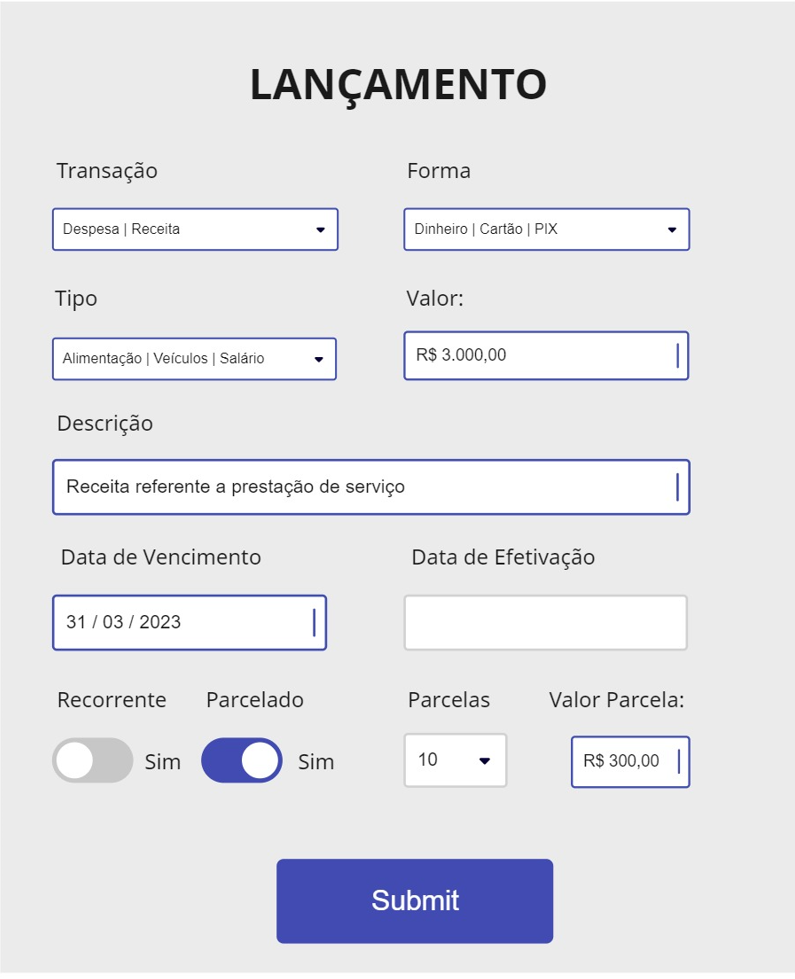 LANÇAMENTO
Transação
Forma
Despesa | Receita
Dinheiro | Cartão | PIX
Tipo
Valor:
Alimentação | Veículos | Salário
R$ 3.000,00
Descrição
Receita referente a prestação de serviço
Data de Vencimento
Data de Efetivação
31 / 03 / 2023
Recorrente
Parcelado
Parcelas
Valor Parcela:
Sim
Sim
10
R$ 300,00
Submit